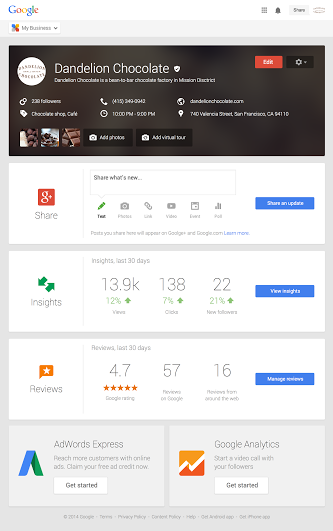 Google
Share
My Business
DANDELION
CHOCOLATE
Dandelion Chocolate
Dandelion Chocolate is a bean-to-bar chocolate factory in Mission District
Edit
238 followers
(415) 349-0942
dandelionchocolate.com
Chocolate shop, Café
10:00 PM - 9:00 PM
740 Valencia Street, San Francisco, CA 94110
Add photos
Add virtual tour
Share what's new...
Text
Photos
Link
Video
Event
Poll
Share
Share an update
Posts you share here will appear on Google+ and Google.com Learn more.
Insights, last 30 days
13.9k
138
22
12%
7%
21%
Views
Clicks
New followers
Insights
View insights
Reviews, last 30 days
4.7
57
16
Google rating
Reviews
on Google
Reviews from
around the web
Reviews
Manage reviews
AdWords Express
Reach more customers with online
ads. Claim your free ad credit now.
Get started
Google Analytics
Start a video call with
your followers
Get started
© 2014 Google - Terms - Privacy Policy - Content Policy - Help - Get Android app - Get iPhone app